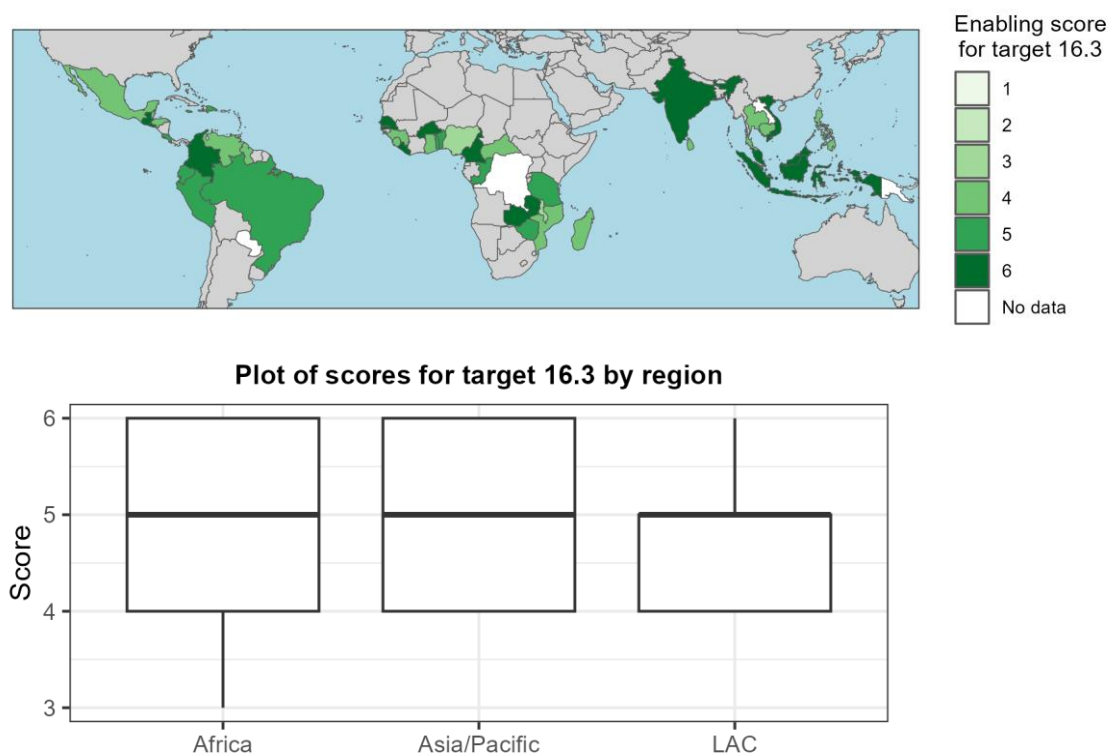 Enabling score
for target 16.3
1
2
3
4
5
6
No data
Plot of scores for target 16.3 by region
Score
6
5
4
3
Africa Asia/Pacific LAC